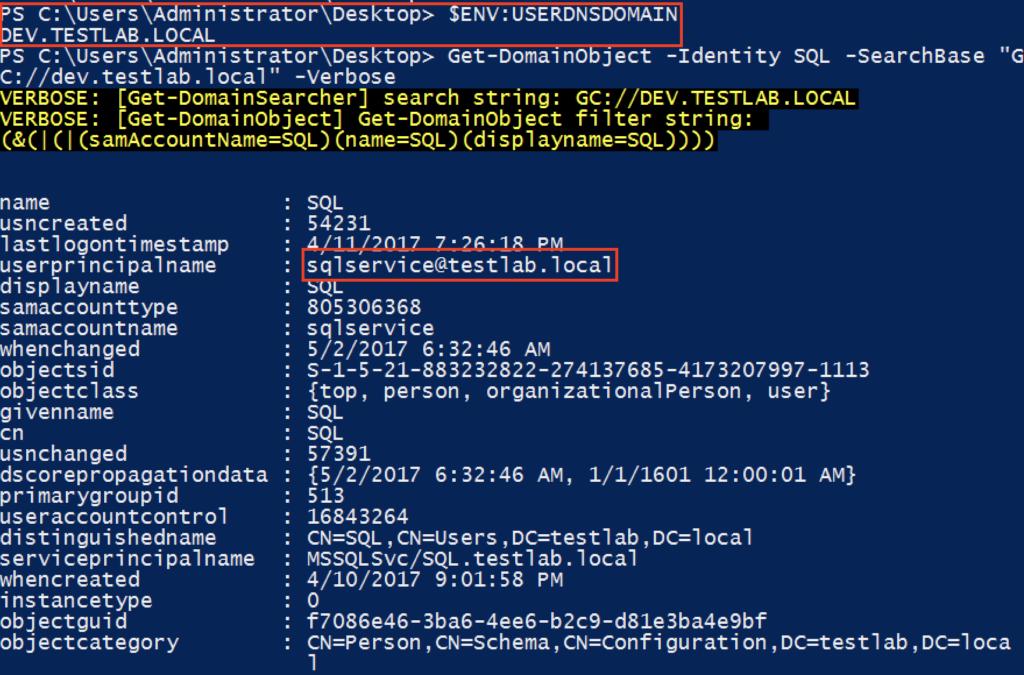 PS C:\Users\Administrator\Desktop> $ENV:USERDNSDOMAIN
DEV.TESTLAB.LOCAL
PS C:\Users\Administrator\Desktop> Get-DomainObject -Identity SQL -SearchBase "G
C://dev.testlab.local" -Verbose
VERBOSE: [Get-DomainSearcher] search string: GC://DEV.TESTLAB.LOCAL
VERBOSE: [Get-DomainObject] Get-DomainObject filter string:
(&(|(|(samAccountName=SQL)(name=SQL)(displayname=SQL))))
name : SQL
usncreated : 54231
lastlogontimestamp : 4/11/2017 7:26:18 PM
userprincipalname : sqlservice@testlab.local
displayname : SQL
samaccounttype : 805306368
samaccountname : sqlservice
whenchanged : 5/2/2017 6:32:46 AM
objectsid : S-1-5-21-883232822-274137685-4173207997-1113
objectclass : {top, person, organizationalPerson, user}
givenname : SQL
cn : SQL
usnchanged : 57391
dscorepropagationdata : {5/2/2017 6:32:46 AM, 1/1/1601 12:00:01 AM}
primarygroupid : 513
useraccountcontrol : 16843264
distinguishedname : CN=SQL,CN=Users,DC=testlab,DC=local
serviceprincipalname : MSSQLSvc/SQL.testlab.local
whencreated : 4/10/2017 9:01:58 PM
instancetype : 0
objectguid : f7086e46-3ba6-4ee6-b2c9-d81e3ba4e9bf
objectcategory : CN=Person,CN=Schema,CN=Configuration,DC=testlab,DC=loca
l